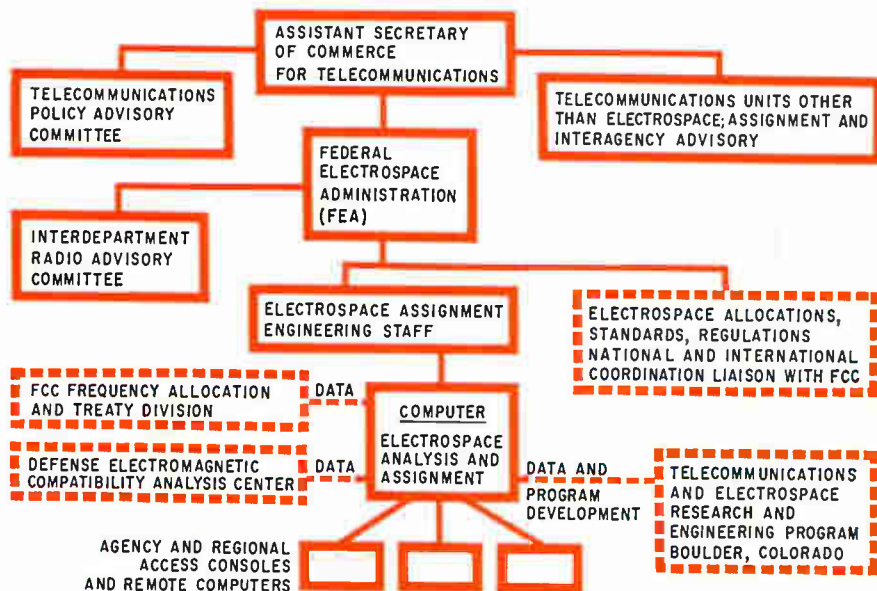 ASSISTANT SECRETARY
OF COMMERCE
FOR TELECOMMUNICATIONS
TELECOMMUNICATIONS
POLICY ADVISORY
COMMITTEE
TELECOMMUNICATIONS UNITS OTHER
THAN ELECTROSPACE; ASSIGNMENT AND
INTERAGENCY ADVISORY
FEDERAL
ELECTROSPACE
ADMINISTRATION
(FEA)
INTERDEPARTMENT
RADIO ADVISORY
COMMITTEE
ELECTROSPACE ASSIGNMENT
ENGINEERING STAFF
ELECTROSPACE ALLOCATIONS,
STANDARDS, REGULATIONS
NATIONAL AND INTERNATIONAL
COORDINATION LIAISON WITH FCC
FCC FREQUENCY ALLOCATION
AND TREATY DIVISION
DATA
DEFENSE ELECTROMAGNETIC
COMPATIBILITY ANALYSIS CENTER
DATA
COMPUTER
ELECTROSPACE
ANALYSIS AND
ASSIGNMENT
DATA AND
PROGRAM
DEVELOPMENT
TELECOMMUNICATIONS
AND ELECTROSPACE
RESEARCH AND
ENGINEERING PROGRAM
BOULDER, COLORADO
AGENCY AND REGIONAL
ACCESS CONSOLES
AND REMOTE COMPUTERS